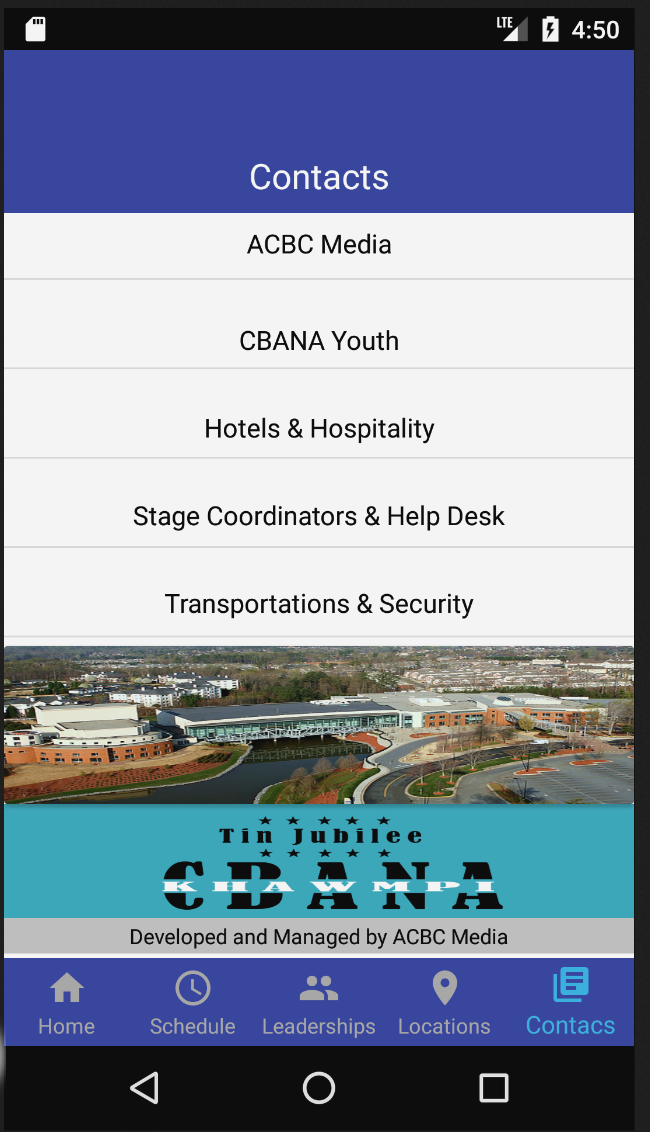 LTE 4:50
Contacts
ACBC Media
CBANA Youth
Hotels & Hospitality
Stage Coordinators & Help Desk
Transportations & Security
Tin Jubilee
CBANA
KHAWMPI
Developed and Managed by ACBC Media
Home Schedule Leaderships Locations Contacs